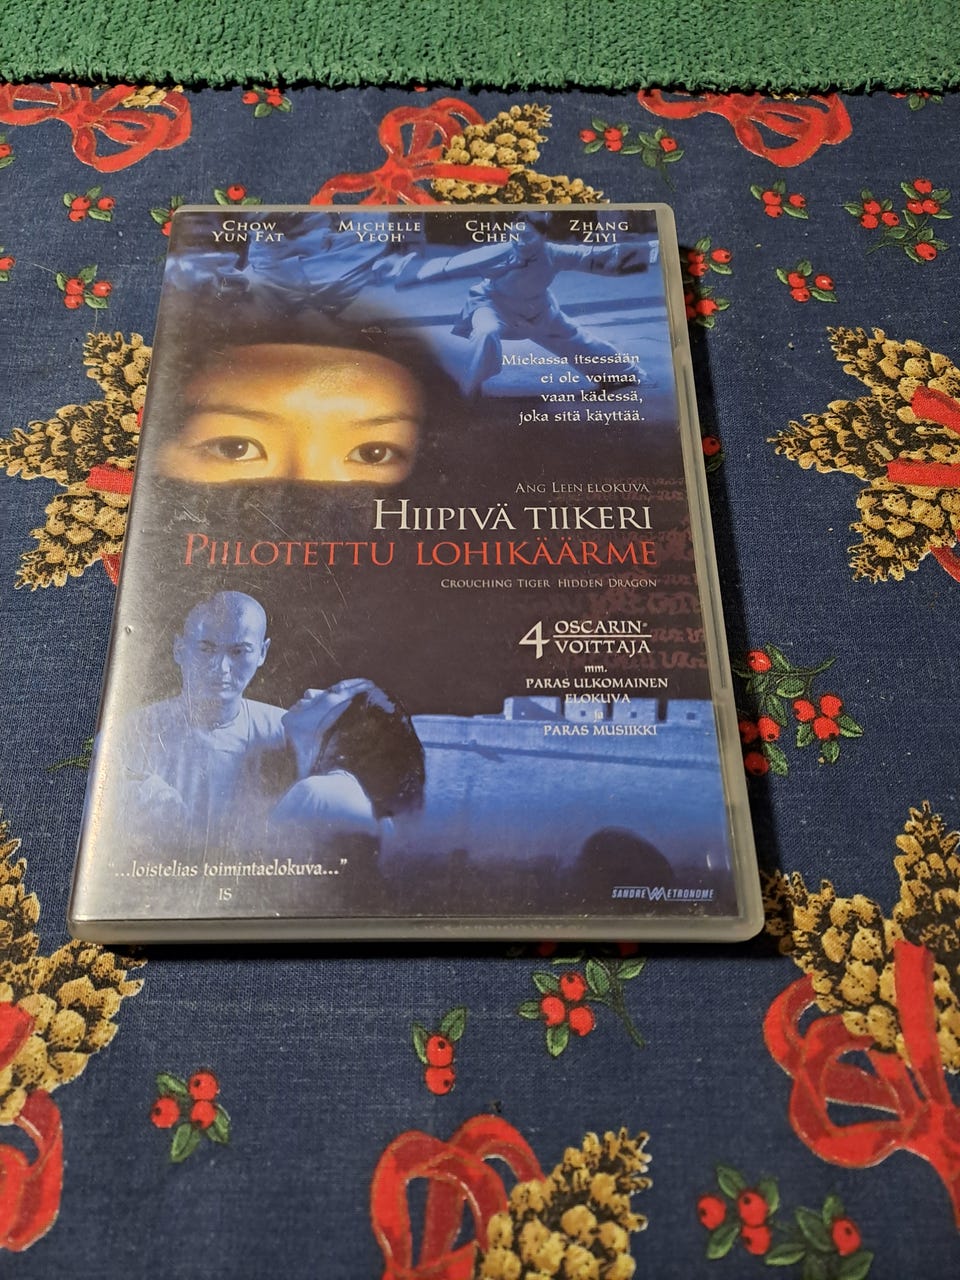 CHOW
YUN FAT
MICHELLE
YEOH
CHANG
CHEN
ZHANG
ZIYI
Miekassa itsessään
ei ole voimaa,
vaan kädessä,
joka sitä käyttää.
ANG LEEN ELOKUVA
HIIPIVÄ TIIKERI
PIILOTETTU LOHIKÄÄRME
CROUCHING TIGER HIDDEN DRAGON
4 OSCARIN®
VOITTAJA
mm.
PARAS ULKOMAINEN
ELOKUVA
ja
PARAS MUSIIKKI
"...loistelias toimintaelokuva..."
IS
SANDREW METRONOME